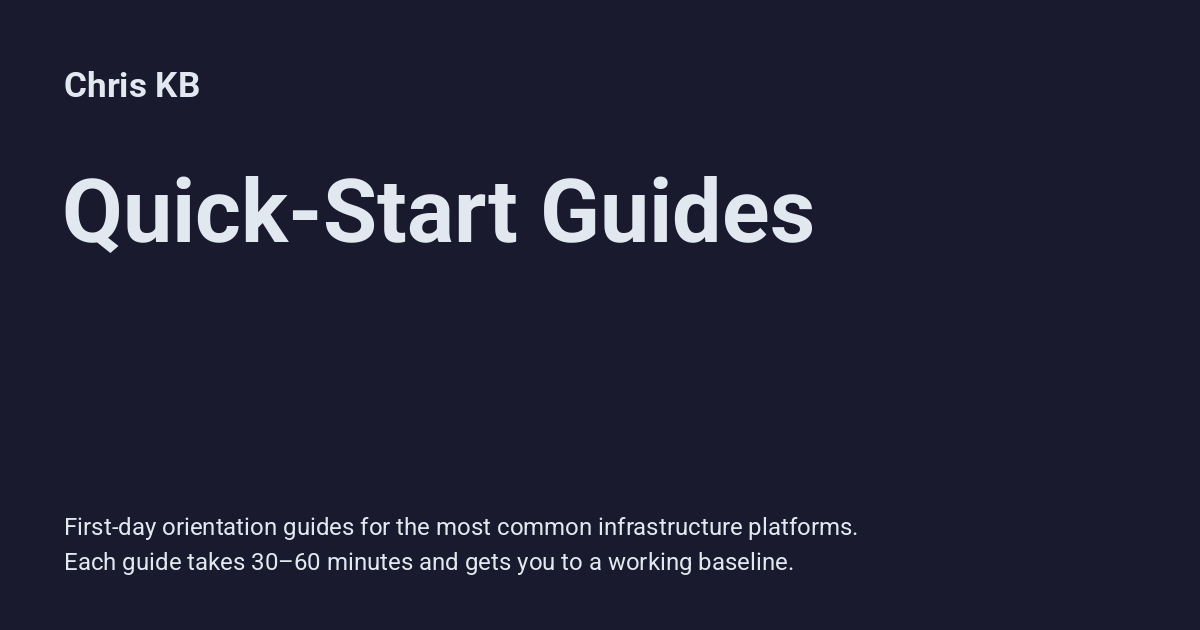 Chris KB
Quick-Start Guides
First-day orientation guides for the most common infrastructure platforms.
Each guide takes 30–60 minutes and gets you to a working baseline.